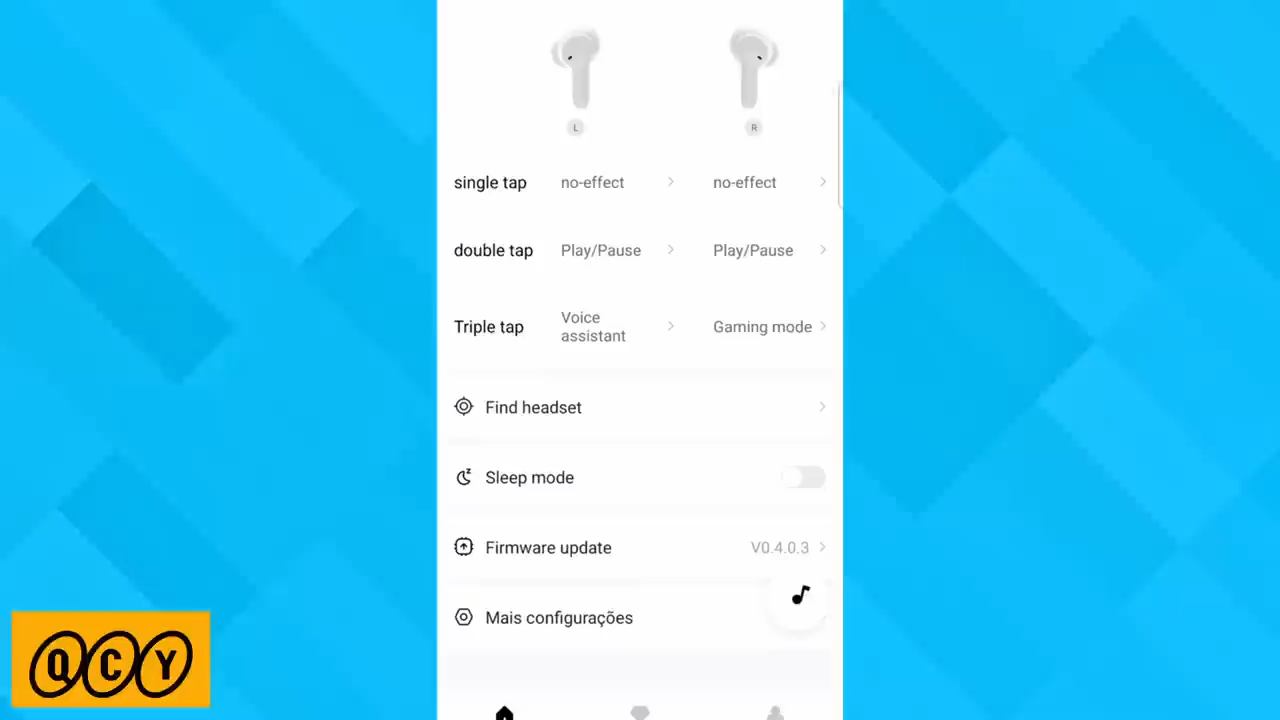 L R
single tap no-effect no-effect
double tap Play/Pause Play/Pause
Triple tap Voice assistant Gaming mode
Find headset
Sleep mode
Firmware update V0.4.0.3
Mais configurações
QCY